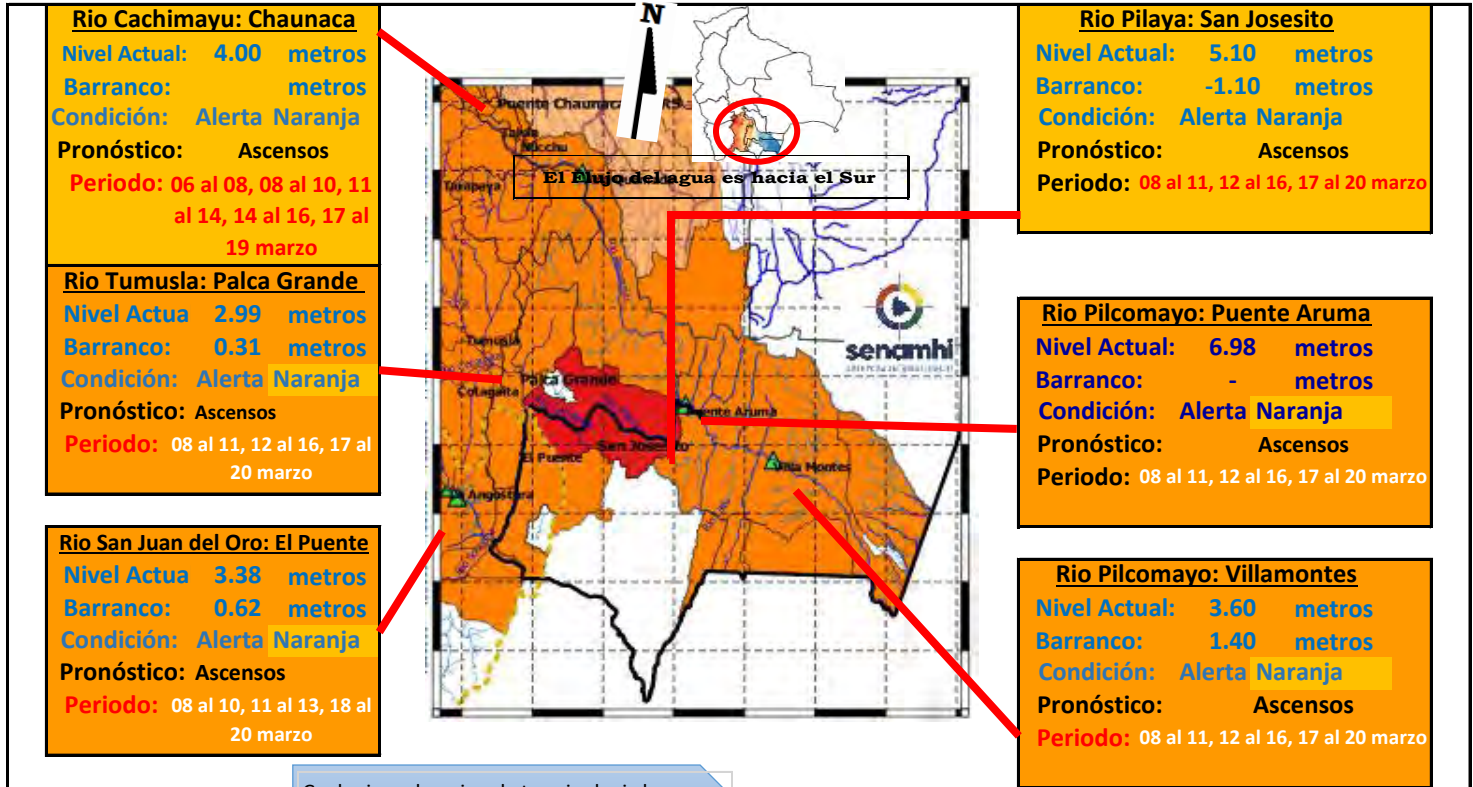 Rio Cachimayu: Chaunaca
Nivel Actual: 4.00 metros
Barranco: metros
Condición: Alerta Naranja
Pronóstico: Ascensos
Periodo: 06 al 08, 08 al 10, 11
al 14, 14 al 16, 17 al
19 marzo
Rio Tumusla: Palca Grande
Nivel Actua 2.99 metros
Barranco: 0.31 metros
Condición: Alerta Naranja
Pronóstico: Ascensos
Periodo: 08 al 11, 12 al 16, 17 al
20 marzo
Rio San Juan del Oro: El Puente
Nivel Actua 3.38 metros
Barranco: 0.62 metros
Condición: Alerta Naranja
Pronóstico: Ascensos
Periodo: 08 al 10, 11 al 13, 18 al
20 marzo
N
Puente Chaunaca
Talula
Nucchu
Tarapaya
El Flujo del agua es hacia el Sur
Tumusla
Palca Grande
Cotagaita
Puente Aruma
San Josesito
El Puente
Villa Montes
Angostura
senamhi
Rio Pilaya: San Josesito
Nivel Actual: 5.10 metros
Barranco: -1.10 metros
Condición: Alerta Naranja
Pronóstico: Ascensos
Periodo: 08 al 11, 12 al 16, 17 al 20 marzo
Rio Pilcomayo: Puente Aruma
Nivel Actual: 6.98 metros
Barranco: - metros
Condición: Alerta Naranja
Pronóstico: Ascensos
Periodo: 08 al 11, 12 al 16, 17 al 20 marzo
Rio Pilcomayo: Villamontes
Nivel Actual: 3.60 metros
Barranco: 1.40 metros
Condición: Alerta Naranja
Pronóstico: Ascensos
Periodo: 08 al 11, 12 al 16, 17 al 20 marzo